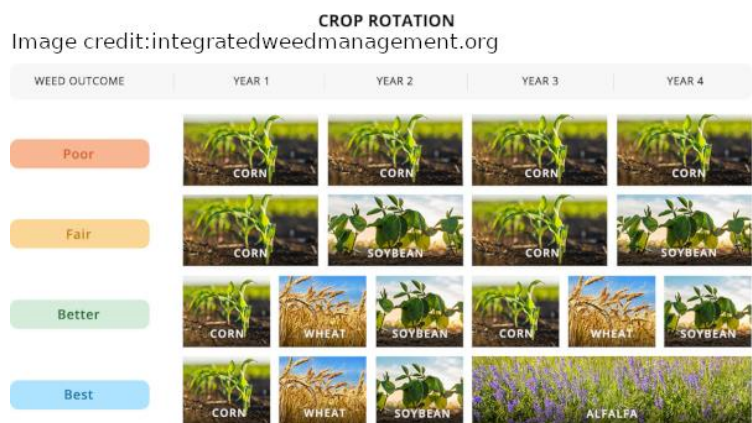 CROP ROTATION
Image credit:integratedweedmanagement.org
WEED OUTCOME YEAR 1 YEAR 2 YEAR 3 YEAR 4
Poor CORN CORN CORN CORN
Fair CORN SOYBEAN CORN SOYBEAN
Better CORN WHEAT SOYBEAN CORN WHEAT SOYBEAN
Best CORN WHEAT SOYBEAN ALFALFA